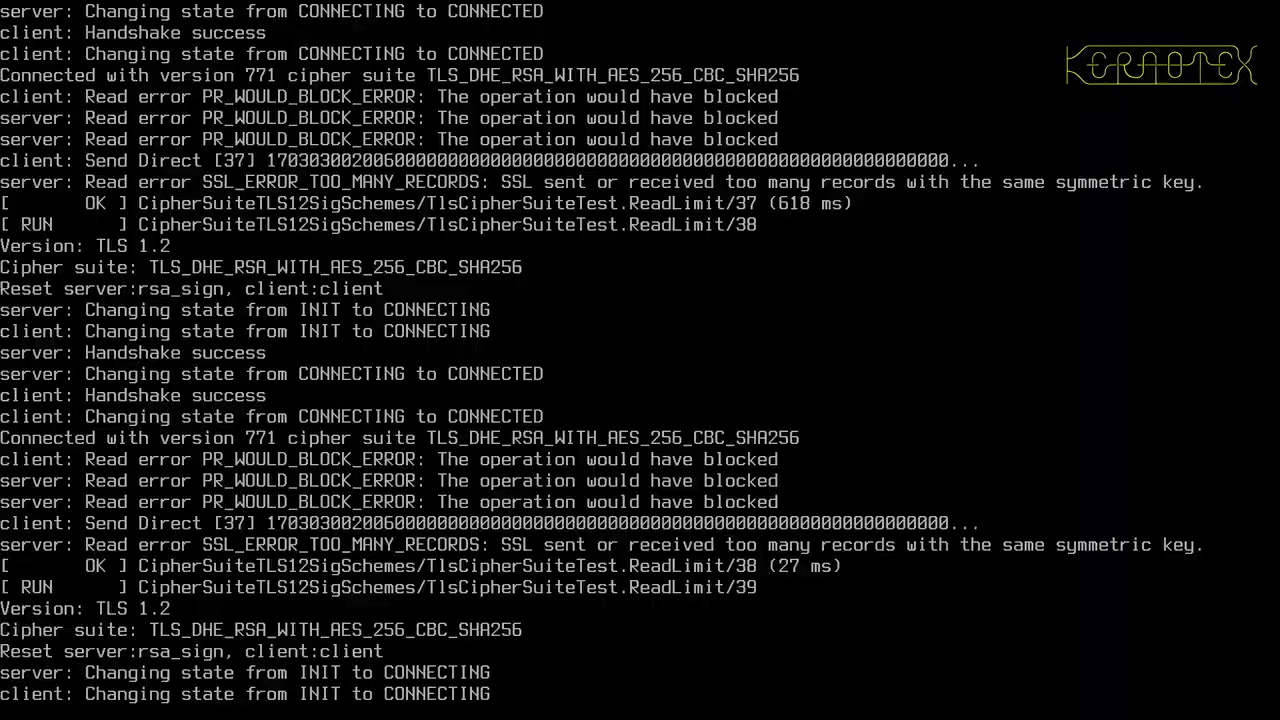 server: Changing state from CONNECTING to CONNECTED
client: Handshake success
client: Changing state from CONNECTING to CONNECTED
Connected with version 771 cipher suite TLS_DHE_RSA_WITH_AES_256_CBC_SHA256
client: Read error PR_WOULD_BLOCK_ERROR: The operation would have blocked
server: Read error PR_WOULD_BLOCK_ERROR: The operation would have blocked
server: Read error PR_WOULD_BLOCK_ERROR: The operation would have blocked
client: Send Direct [37] 1703030020060000000000000000000000000000000000000000000000000000...
server: Read error SSL_ERROR_TOO_MANY_RECORDS: SSL sent or received too many records with the same symmetric key.
[       OK ] CipherSuiteTLS12SigSchemes/TlsCipherSuiteTest.ReadLimit/37 (618 ms)
[ RUN      ] CipherSuiteTLS12SigSchemes/TlsCipherSuiteTest.ReadLimit/38
Version: TLS 1.2
Cipher suite: TLS_DHE_RSA_WITH_AES_256_CBC_SHA256
Reset server:rsa_sign, client:client
server: Changing state from INIT to CONNECTING
client: Changing state from INIT to CONNECTING
server: Handshake success
server: Changing state from CONNECTING to CONNECTED
client: Handshake success
client: Changing state from CONNECTING to CONNECTED
Connected with version 771 cipher suite TLS_DHE_RSA_WITH_AES_256_CBC_SHA256
client: Read error PR_WOULD_BLOCK_ERROR: The operation would have blocked
server: Read error PR_WOULD_BLOCK_ERROR: The operation would have blocked
server: Read error PR_WOULD_BLOCK_ERROR: The operation would have blocked
client: Send Direct [37] 1703030020060000000000000000000000000000000000000000000000000000...
server: Read error SSL_ERROR_TOO_MANY_RECORDS: SSL sent or received too many records with the same symmetric key.
[       OK ] CipherSuiteTLS12SigSchemes/TlsCipherSuiteTest.ReadLimit/38 (27 ms)
[ RUN      ] CipherSuiteTLS12SigSchemes/TlsCipherSuiteTest.ReadLimit/39
Version: TLS 1.2
Cipher suite: TLS_DHE_RSA_WITH_AES_256_CBC_SHA256
Reset server:rsa_sign, client:client
server: Changing state from INIT to CONNECTING
client: Changing state from INIT to CONNECTING